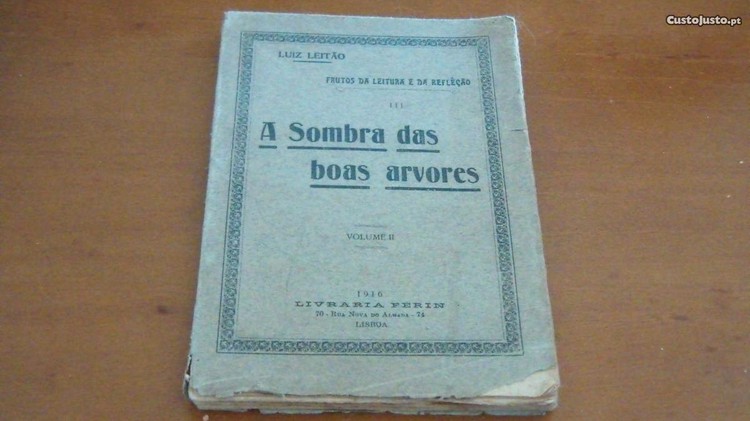 CustoJusto.pt
LUIZ LEITÃO
FRUTOS DA LEITURA E DA REFLÈÇÃO
III
A Sombra das
boas arvores
VOLUME II
1916
LIVRARIA FERIN
70 - RUA NOVA DO ALMADA - 74
LISBOA